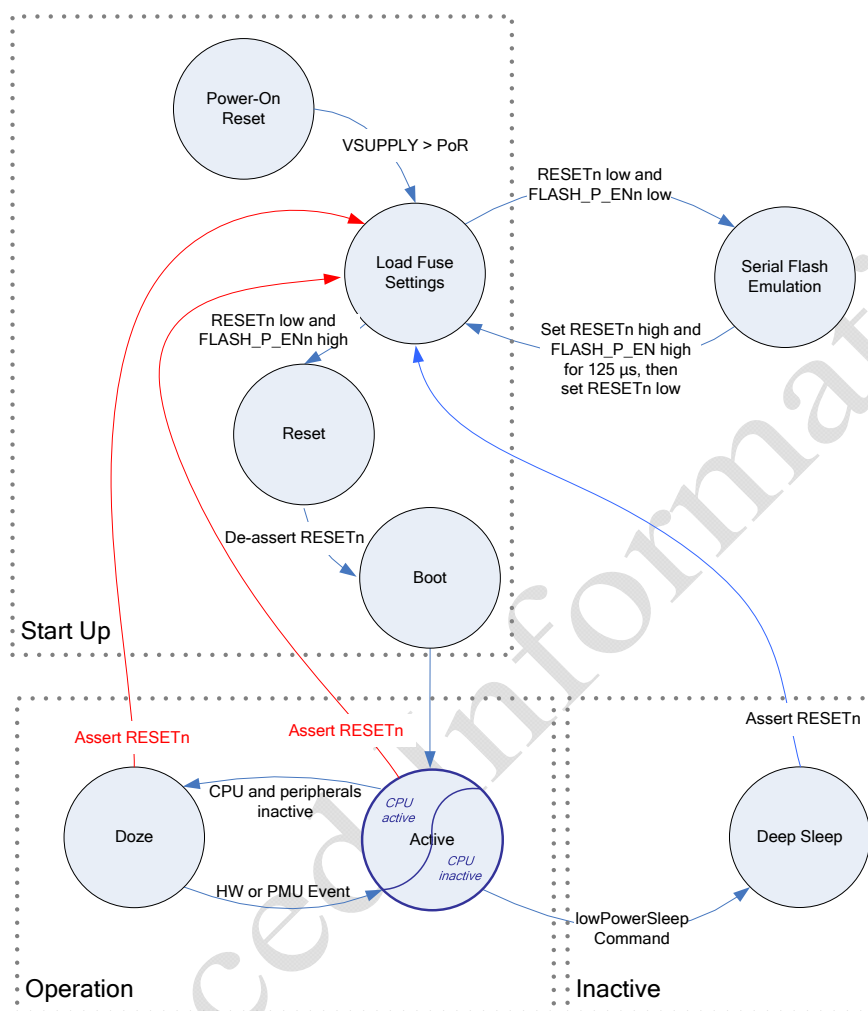 Power-On
Reset
VSUPPLY > PoR
RESETn low and
FLASH_P_ENn low
Load Fuse
Settings
Serial Flash
Emulation
RESETn low and
FLASH_P_ENn high
Set RESETn high and
FLASH_P_EN high
for 125 µs, then
set RESETn low
Reset
De-assert RESETn
Boot
Start Up
Assert RESETn
Assert RESETn
Assert RESETn
CPU and peripherals
inactive
CPU
active
Doze
Active
CPU
inactive
Deep Sleep
HW or PMU Event
lowPowerSleep
Command
Operation
Inactive
ced Informati